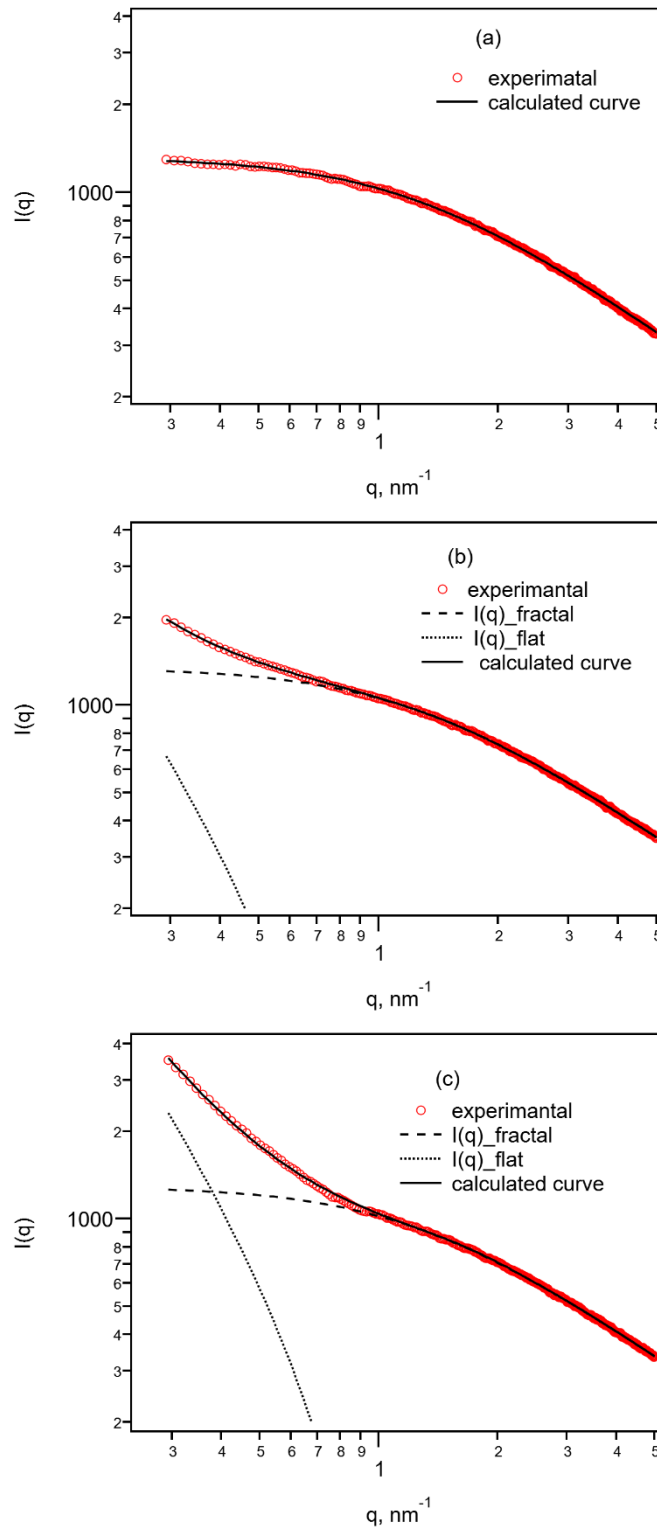 (a)
experimatal
calculated curve
4
3
2
1000
8
7
6
5
4
3
2
I(q)
3 4 5 6 7 8 9 1 2 3 4 5
q, nm-1
(b)
experimantal
I(q)_fractal
I(q)_flat
calculated curve
4
3
2
1000
8
7
6
5
4
3
2
I(q)
3 4 5 6 7 8 9 1 2 3 4 5
q, nm-1
(c)
experimantal
I(q)_fractal
I(q)_flat
calculated curve
4
3
2
1000
8
7
6
5
4
3
2
I(q)
3 4 5 6 7 8 9 1 2 3 4 5
q, nm-1